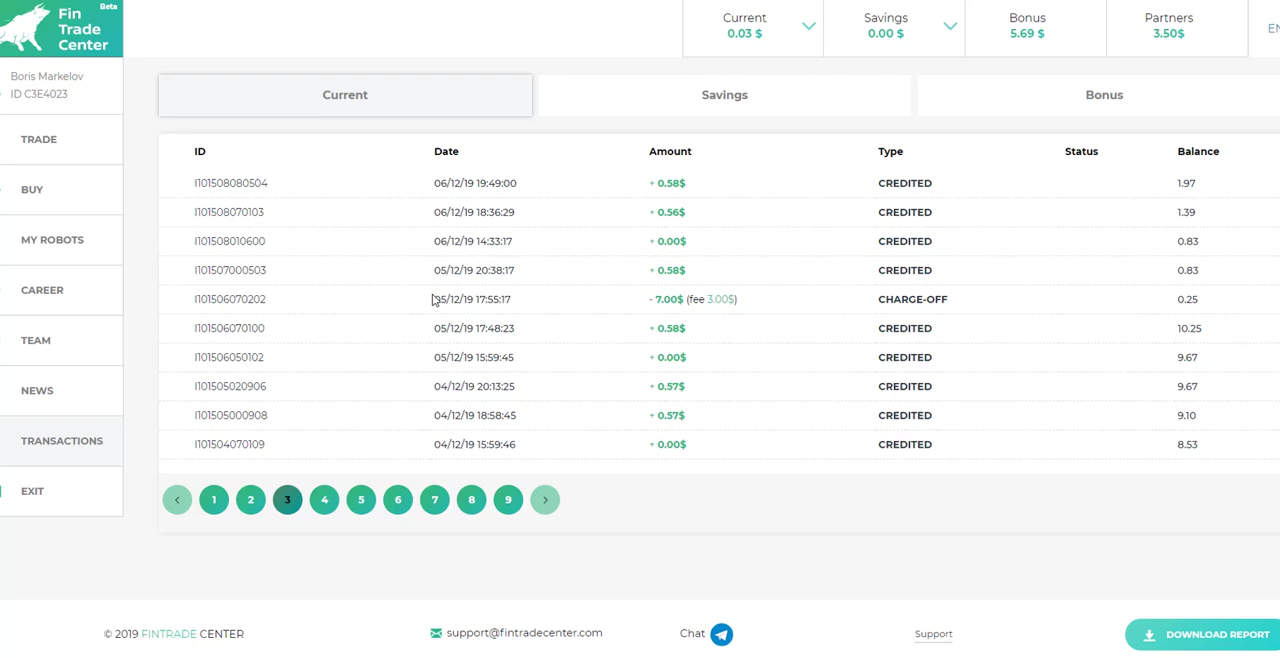 Beta
Fin
Trade
Center
Current
0.03 $
Savings
0.00 $
Bonus
5.69 $
Partners
3.50$
EN
Boris Markelov
ID C3E4023
TRADE
BUY
MY ROBOTS
CAREER
TEAM
NEWS
TRANSACTIONS
EXIT
Current Savings Bonus
ID Date Amount Type Status Balance
I101508080504 06/12/19 19:49:00 + 0.58$ CREDITED 1.97
I101508070103 06/12/19 18:36:29 + 0.56$ CREDITED 1.39
I101508010600 06/12/19 14:33:17 + 0.00$ CREDITED 0.83
I101507000503 05/12/19 20:38:17 + 0.58$ CREDITED 0.83
I101506070202 05/12/19 17:55:17 - 7.00$ (fee 3.00$) CHARGE-OFF 0.25
I101506070100 05/12/19 17:48:23 + 0.58$ CREDITED 10.25
I101506050102 05/12/19 15:59:45 + 0.00$ CREDITED 9.67
I101505020906 04/12/19 20:13:25 + 0.57$ CREDITED 9.67
I101505000908 04/12/19 18:58:45 + 0.57$ CREDITED 9.10
I101504070109 04/12/19 15:59:46 + 0.00$ CREDITED 8.53
‹ 1 2 3 4 5 6 7 8 9 ›
© 2019 FINTRADE CENTER support@fintradecenter.com Chat Support DOWNLOAD REPORT